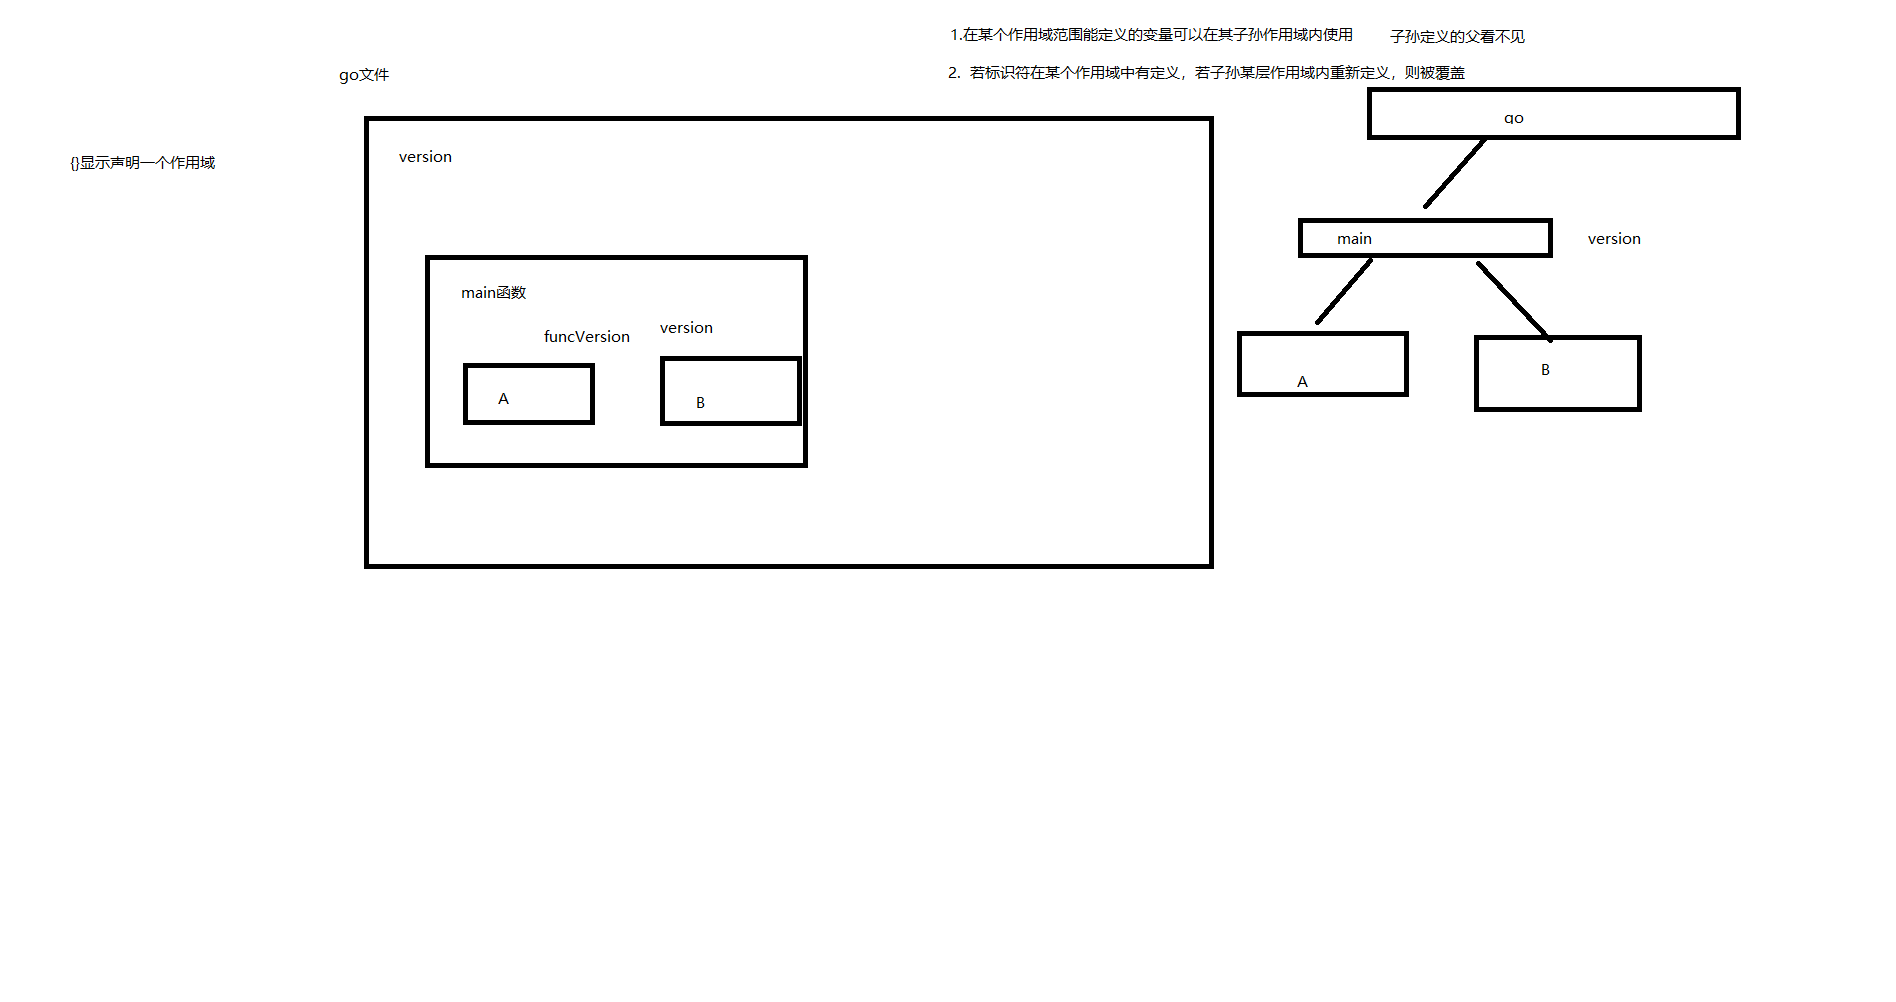 1.在某个作用域范围能定义的变量可以在其子孙作用域内使用 子孙定义的父看不见
2. 若标识符在某个作用域中有定义，若子孙某层作用域内重新定义，则被覆盖
go文件
{}显示声明一个作用域
version
main函数
funcVersion
version
A
B
go
main
version
A
B